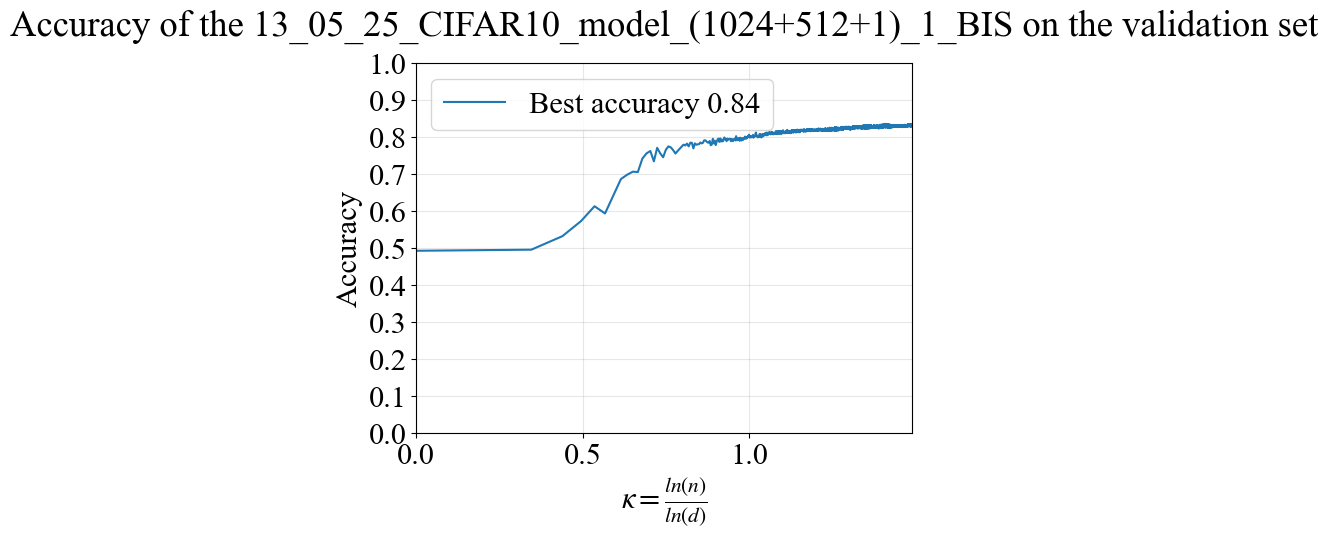 Accuracy of the 13_05_25_CIFAR10_model_(1024+512+1)_1_BIS on the validation set
1.0
Best accuracy 0.84
0.9
0.8
0.7
0.6
0.5
0.4
0.3
0.2
0.1
0.0
Accuracy
0.0 0.5 1.0
κ = ln(n) / ln(d)